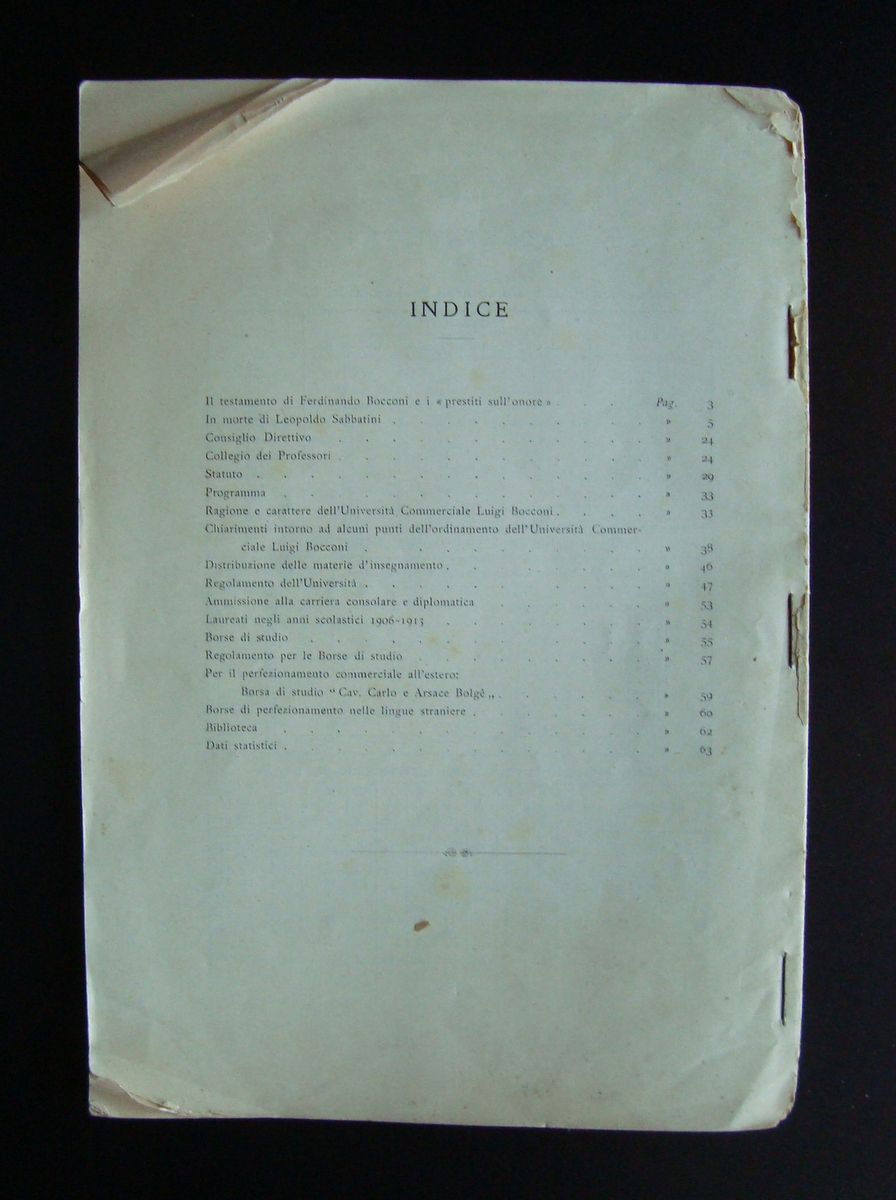 INDICE
Il testamento di Ferdinando Bocconi e i « prestiti sull'onore » . . . Pag. 3
In morte di Leopoldo Sabbatini . . . . . . . . . . » 5
Consiglio Direttivo . . . . . . . . . . . . » 24
Collegio dei Professori . . . . . . . . . . . . » 24
Statuto . . . . . . . . . . . . . . » 29
Programma . . . . . . . . . . . . . . » 33
Ragione e carattere dell'Università Commerciale Luigi Bocconi . . . . » 33
Chiarimenti intorno ad alcuni punti dell'ordinamento dell'Università Commer-
ciale Luigi Bocconi . . . . . . . . . . » 38
Distribuzione delle materie d'insegnamento . . . . . . . . » 46
Regolamento dell'Università . . . . . . . . . . . » 47
Ammissione alla carriera consolare e diplomatica . . . . . . . » 53
Laureati negli anni scolastici 1906-1913 . . . . . . . . » 54
Borse di studio . . . . . . . . . . . . . » 55
Regolamento per le Borse di studio . . . . . . . . . » 57
Per il perfezionamento commerciale all'estero:
Borsa di studio “ Cav. Carlo e Arsace Bolgè „ . . . . . . » 59
Borse di perfezionamento nelle lingue straniere . . . . . . . » 60
Biblioteca . . . . . . . . . . . . . . » 62
Dati statistici . . . . . . . . . . . . . . » 63